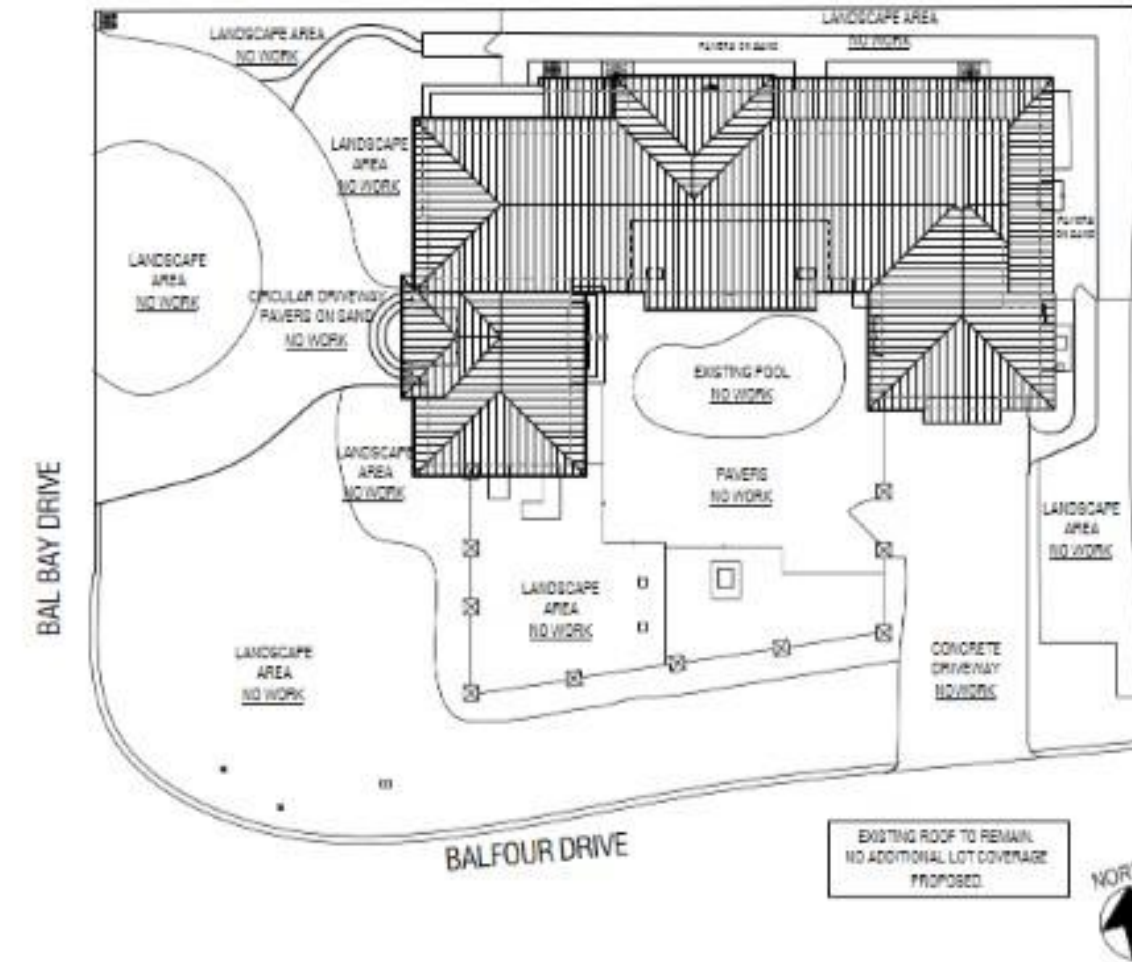 LANDSCAPE AREA
NO WORK
LANDSCAPE AREA
NO WORK
PAVERS ON SAND
LANDSCAPE
AREA
NO WORK
LANDSCAPE
AREA
NO WORK
PAVERS
ON SAND
CIRCULAR DRIVEWAY
PAVERS ON SAND
NO WORK
EXISTING POOL
NO WORK
LANDSCAPE
AREA
NO WORK
PAVERS
NO WORK
LANDSCAPE
AREA
NO WORK
BAL BAY DRIVE
LANDSCAPE
AREA
NO WORK
LANDSCAPE
AREA
NO WORK
CONCRETE
DRIVEWAY
NO WORK
BALFOUR DRIVE
EXISTING ROOF TO REMAIN.
NO ADDITIONAL LOT COVERAGE
PROPOSED.